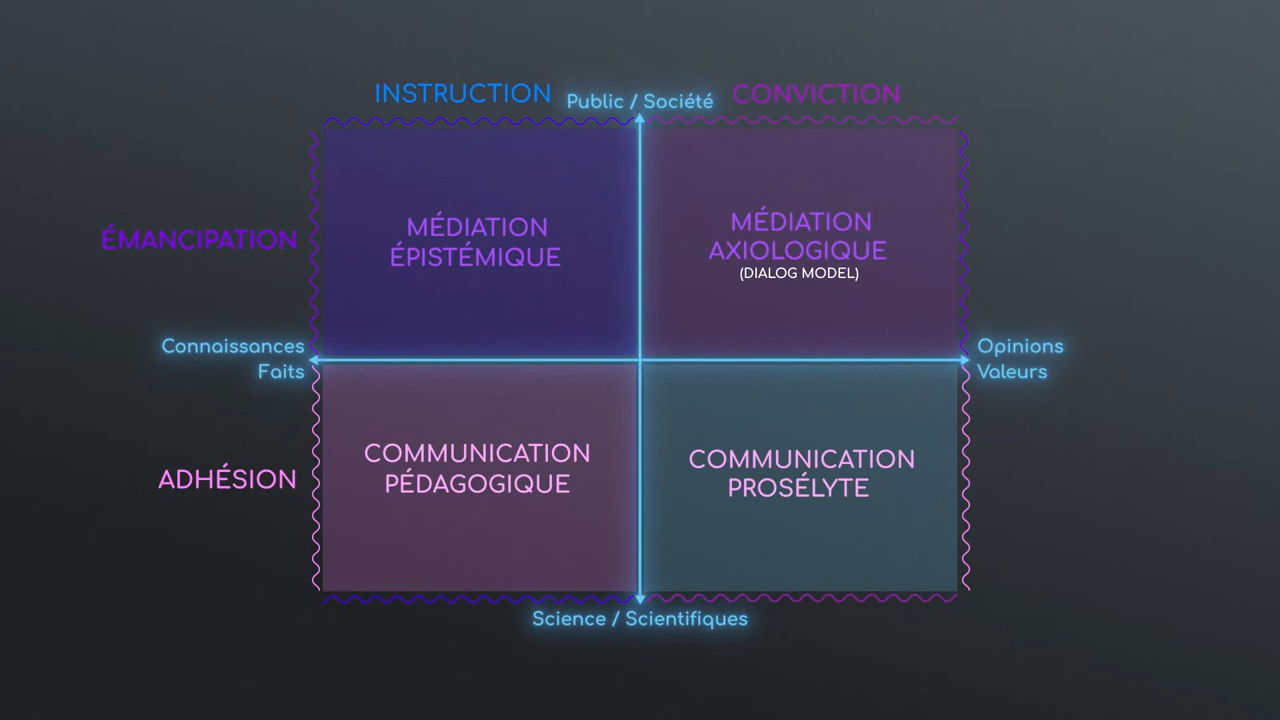 INSTRUCTION
Public / Société
CONVICTION
MÉDIATION
ÉPISTÉMIQUE
MÉDIATION
AXIOLOGIQUE
(DIALOG MODEL)
ÉMANCIPATION
Connaissances
Faits
Opinions
Valeurs
ADHÉSION
COMMUNICATION
PÉDAGOGIQUE
COMMUNICATION
PROSÉLYTE
Science / Scientifiques